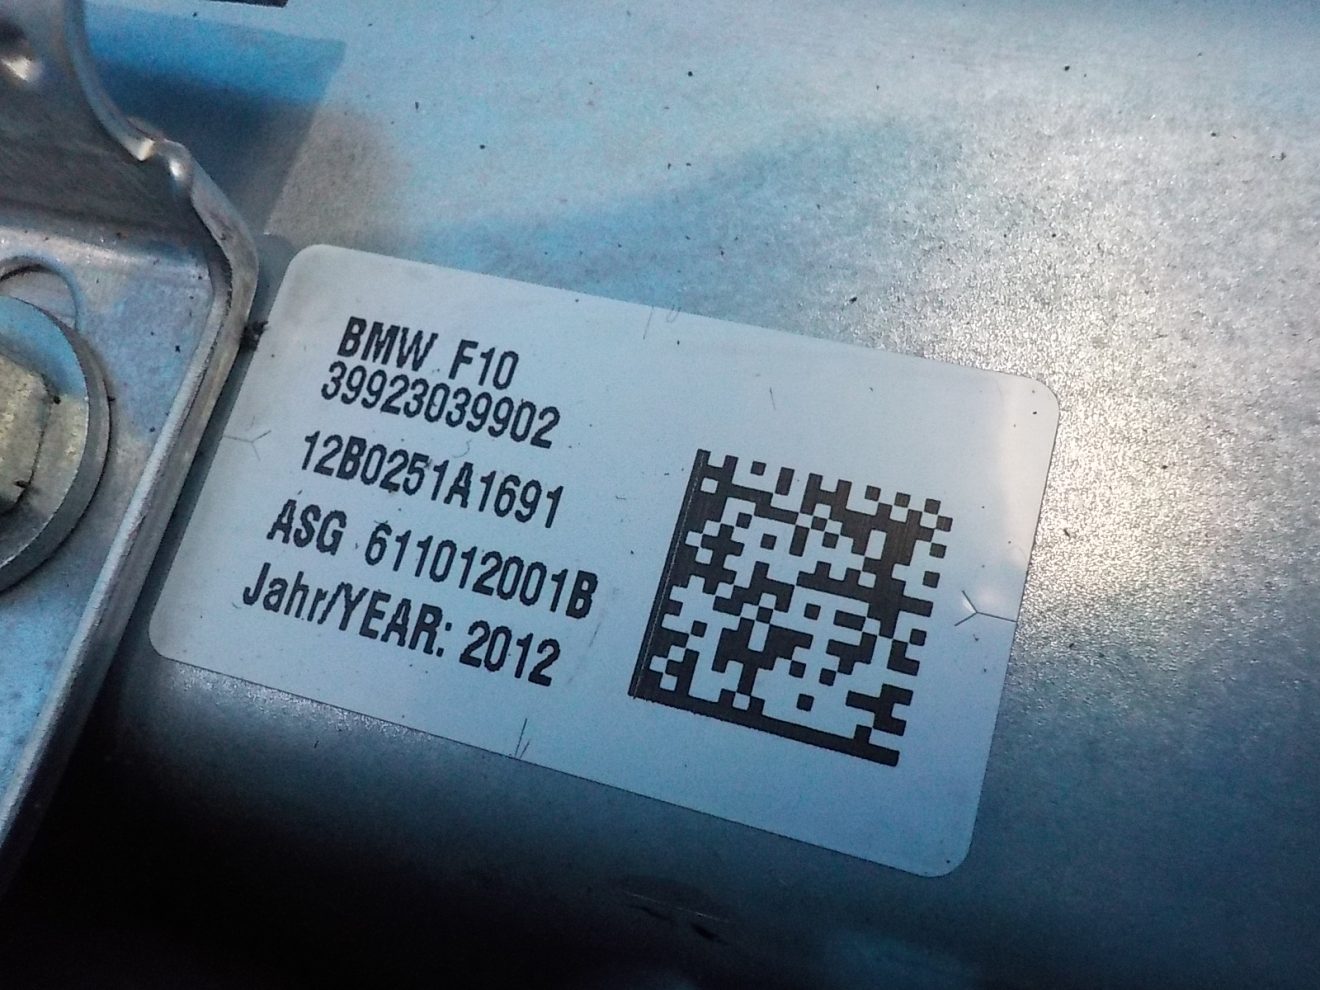 BMW F10
39923039902
12B0251A1691
ASG 611012001B
Jahr/YEAR: 2012